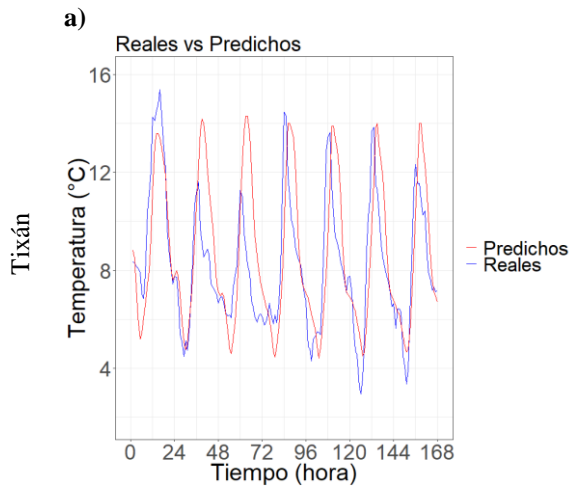 a)
Reales vs Predichos
16
12
8
4
Temperatura (°C)
Tixán
Predichos
Reales
0 24 48 72 96 120 144 168
Tiempo (hora)